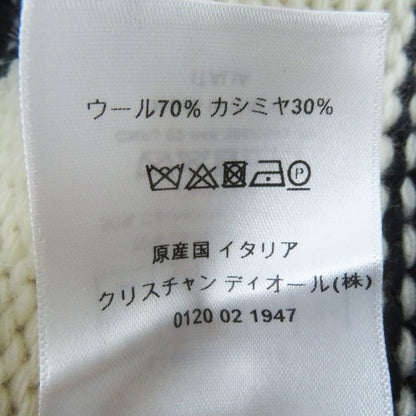 ウール70% カシミヤ30%
P
原産国 イタリア
クリスチャン ディオール(株)
0120 02 1947